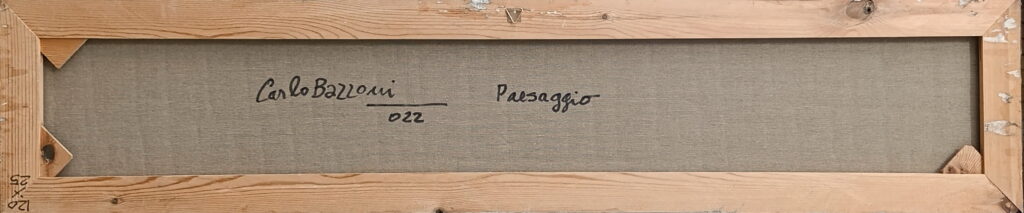 Carlo Bazzoni
022
Paesaggio
120 x 25